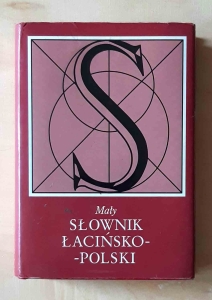 S
Mały
SŁOWNIK
ŁACIŃSKO-
-POLSKI